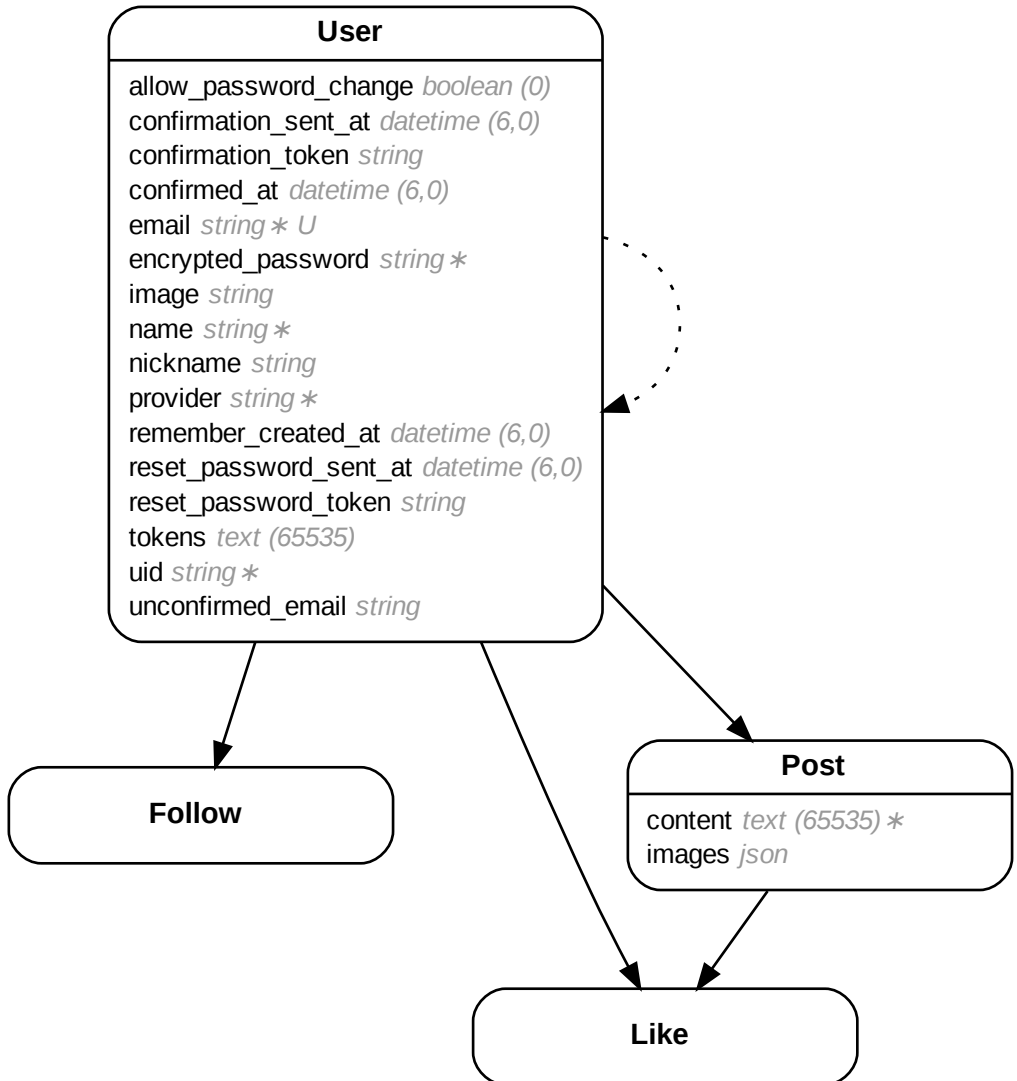 User
allow_password_change boolean (0)
confirmation_sent_at datetime (6,0)
confirmation_token string
confirmed_at datetime (6,0)
email string ∗ U
encrypted_password string ∗
image string
name string ∗
nickname string
provider string ∗
remember_created_at datetime (6,0)
reset_password_sent_at datetime (6,0)
reset_password_token string
tokens text (65535)
uid string ∗
unconfirmed_email string
Follow
Post
content text (65535) ∗
images json
Like